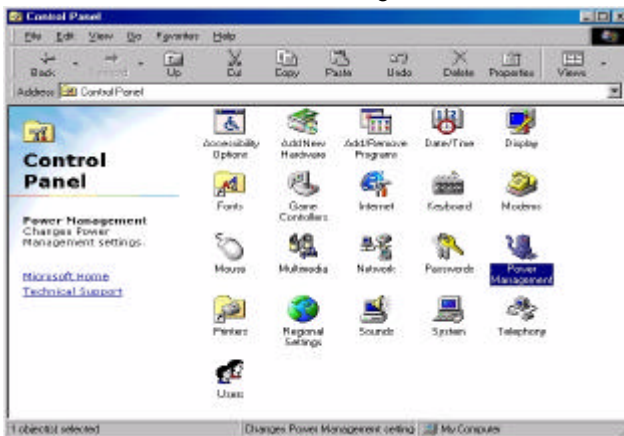 Control Panel
File Edit View Go Favorites Help
Back Forward Up Cut Copy Paste Undo Delete Properties Views
Address Control Panel
Control
Panel
Power Management
Changes Power
Management settings.
Microsoft Home
Technical Support
Accessibility
Options
Add New
Hardware
Add/Remove
Programs
Date/Time
Display
Fonts
Game
Controllers
Internet
Keyboard
Modems
Mouse
Multimedia
Network
Passwords
Power
Management
Printers
Regional
Settings
Sounds
System
Telephony
Users
1 object(s) selected
Changes Power Management setting
My Computer